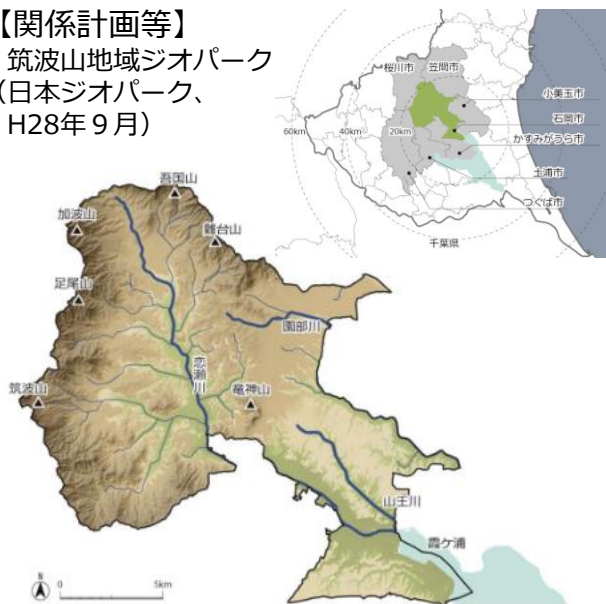 【関係計画等】
筑波山地域ジオパーク
（日本ジオパーク、
H28年９月）
桜川市
笠間市
小美玉市
石岡市
かすみがうら市
土浦市
つくば市
千葉県
60km
40km
20km
吾国山
加波山
難台山
足尾山
園部川
恋瀬川
筑波山
竜神山
山王川
霞ケ浦
N
0
5km